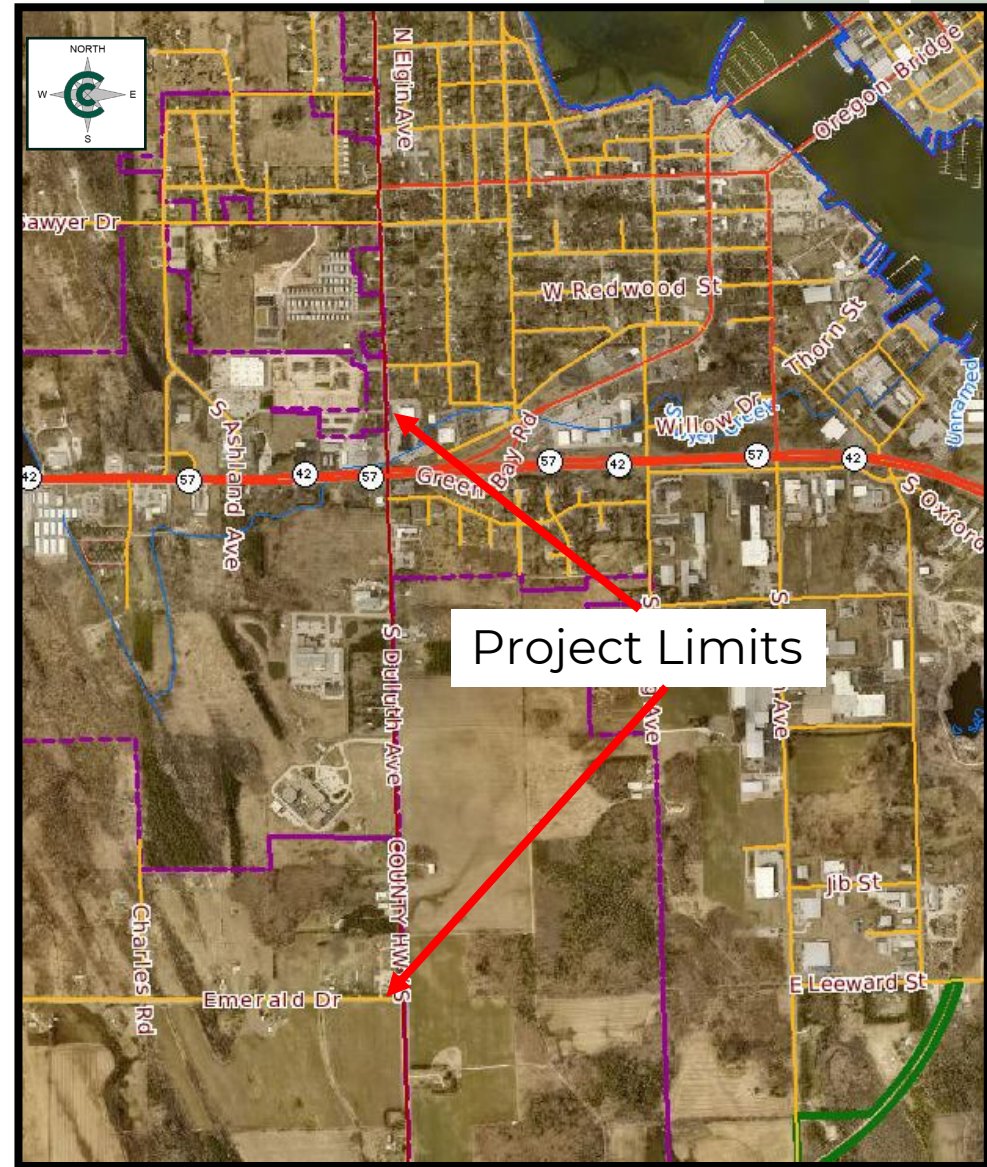 NORTH
W
E
S
N Elgin Ave
Oregon Bridge
Sawyer Dr
W Redwood St
Thorn St
Willow Dr
Unnamed
S Ashland Ave
Green Bay Rd
42
57
42
57
57
42
57
42
S Oxford
Project Limits
S Duluth Ave
COUNTY HWY S
Ave
Jib St
Charles Rd
Emerald Dr
E Leeward St